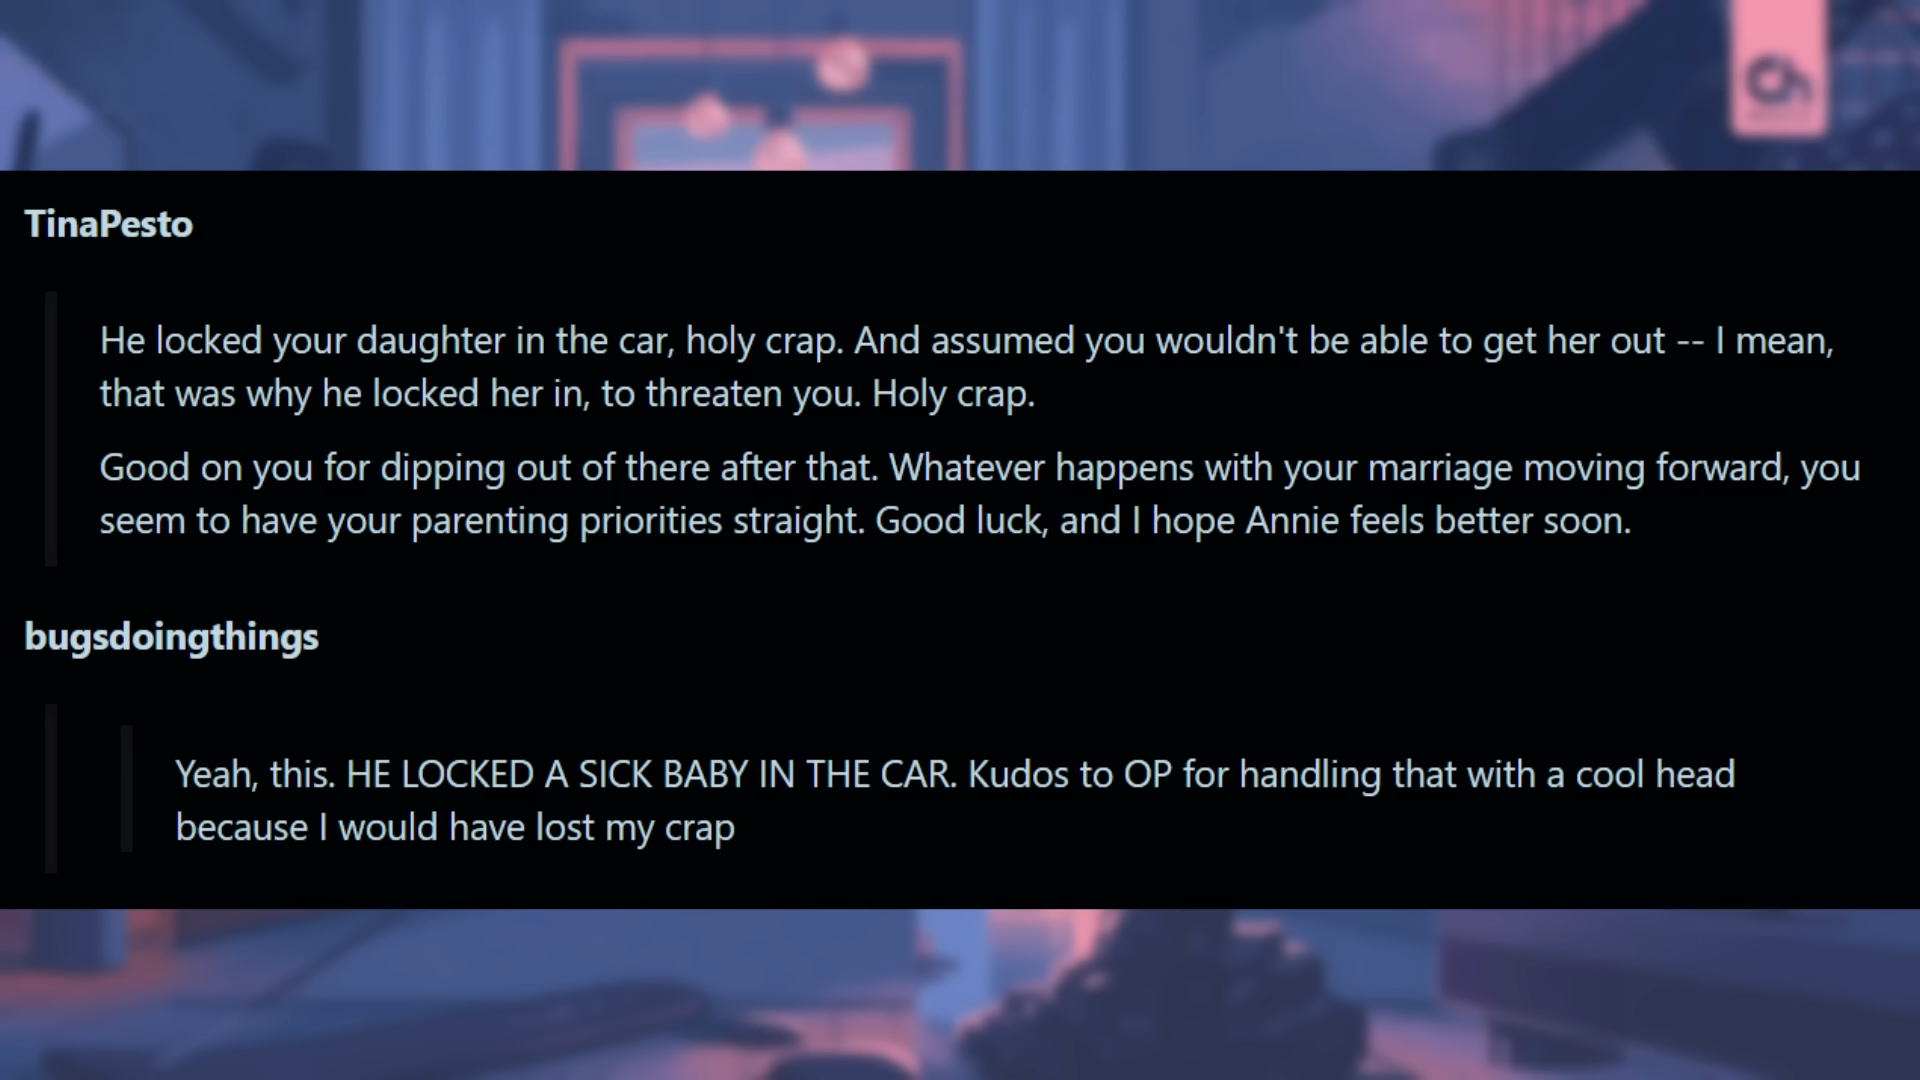 TinaPesto
He locked your daughter in the car, holy crap. And assumed you wouldn't be able to get her out -- I mean,
that was why he locked her in, to threaten you. Holy crap.
Good on you for dipping out of there after that. Whatever happens with your marriage moving forward, you
seem to have your parenting priorities straight. Good luck, and I hope Annie feels better soon.
bugsdoingthings
Yeah, this. HE LOCKED A SICK BABY IN THE CAR. Kudos to OP for handling that with a cool head
because I would have lost my crap